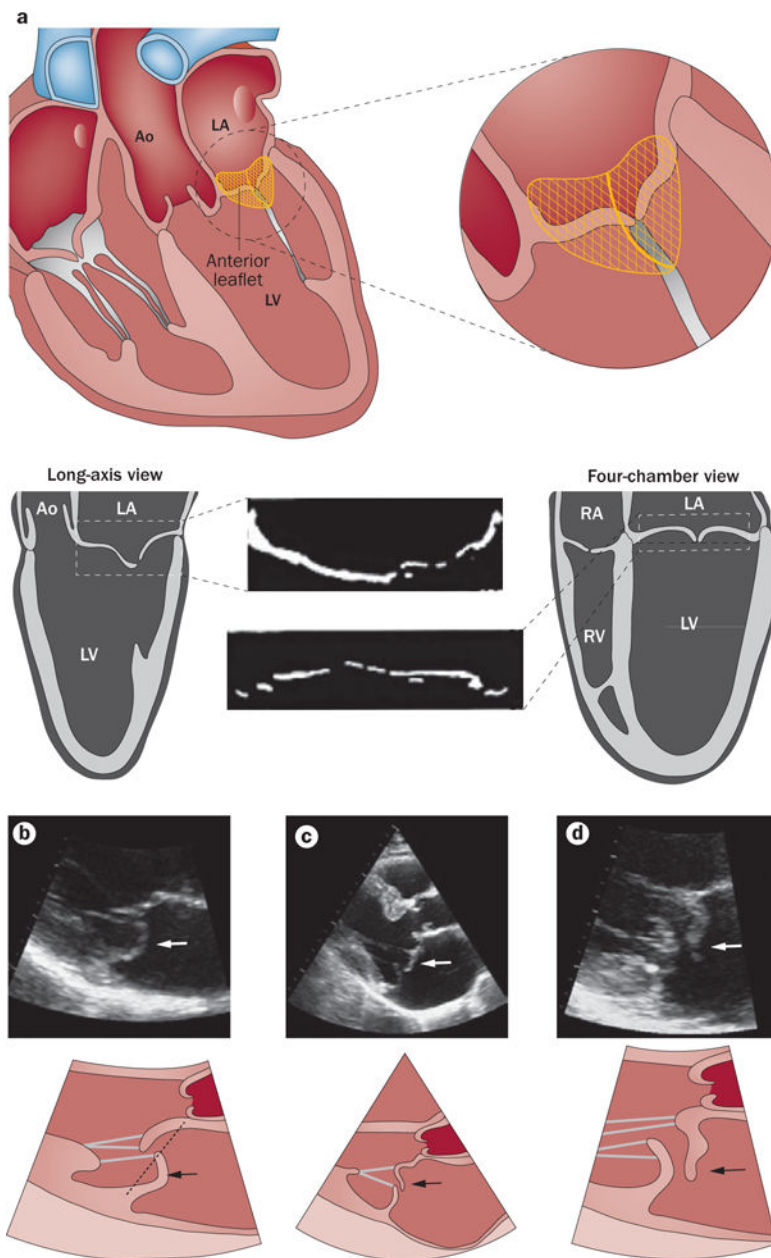 a
Ao
LA
Anterior
leaflet
LV
Long-axis view
Four-chamber view
Ao
LA
RA
LA
LV
RV
LV
b
c
d